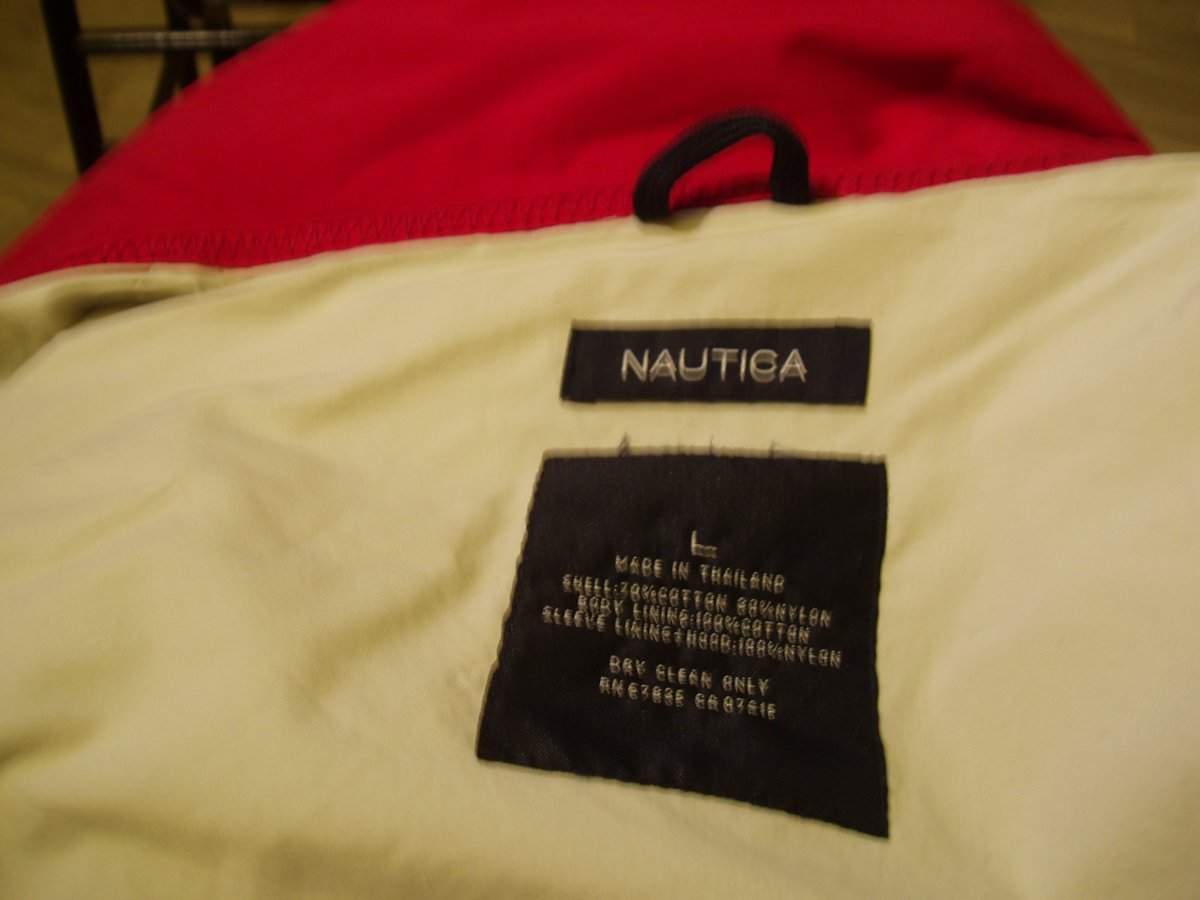 NAUTICA
L
MADE IN THAILAND
SHELL:70%COTTON 30%NYLON
BODY LINING:100%COTTON
SLEEVE LINING+HOOD:100%NYLON
DRY CLEAN ONLY
RN